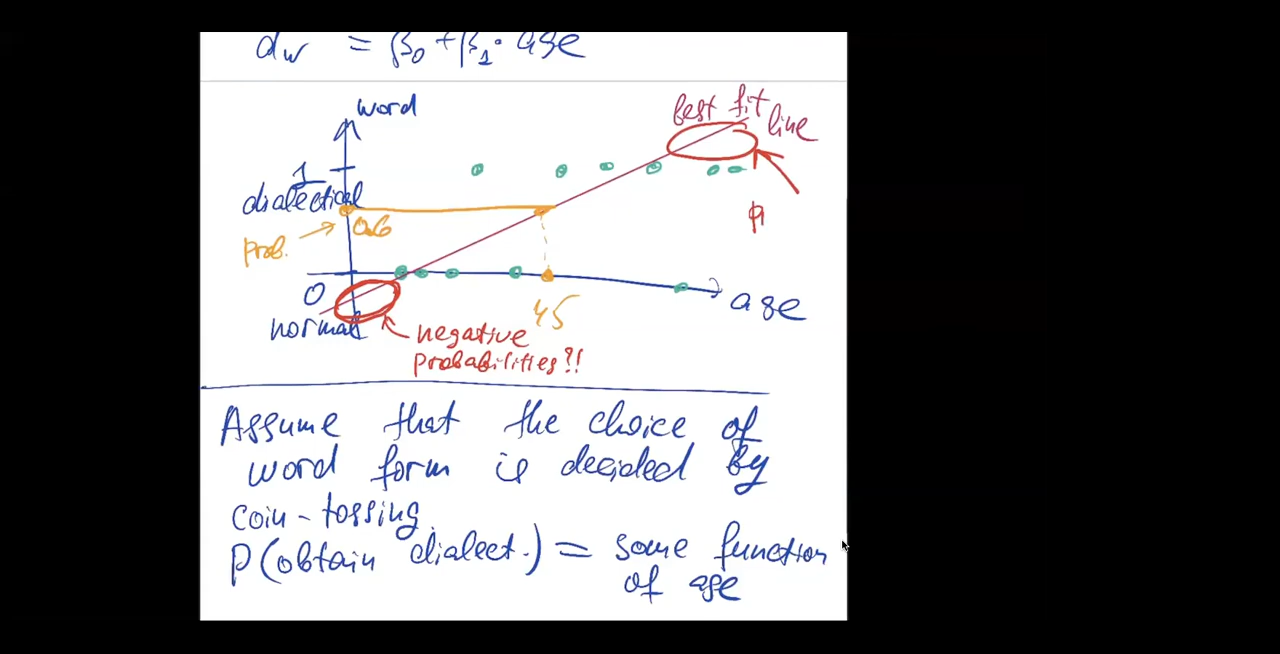 dw = β₀ + β₁ · age
word
best fit
line
1
dialectical
0.6
prob.
p
0
age
normal
45
negative
probabilities?!
Assume that the choice of
word form is decided by
coin-tossing.
P(obtain dialect.) = some function
of age